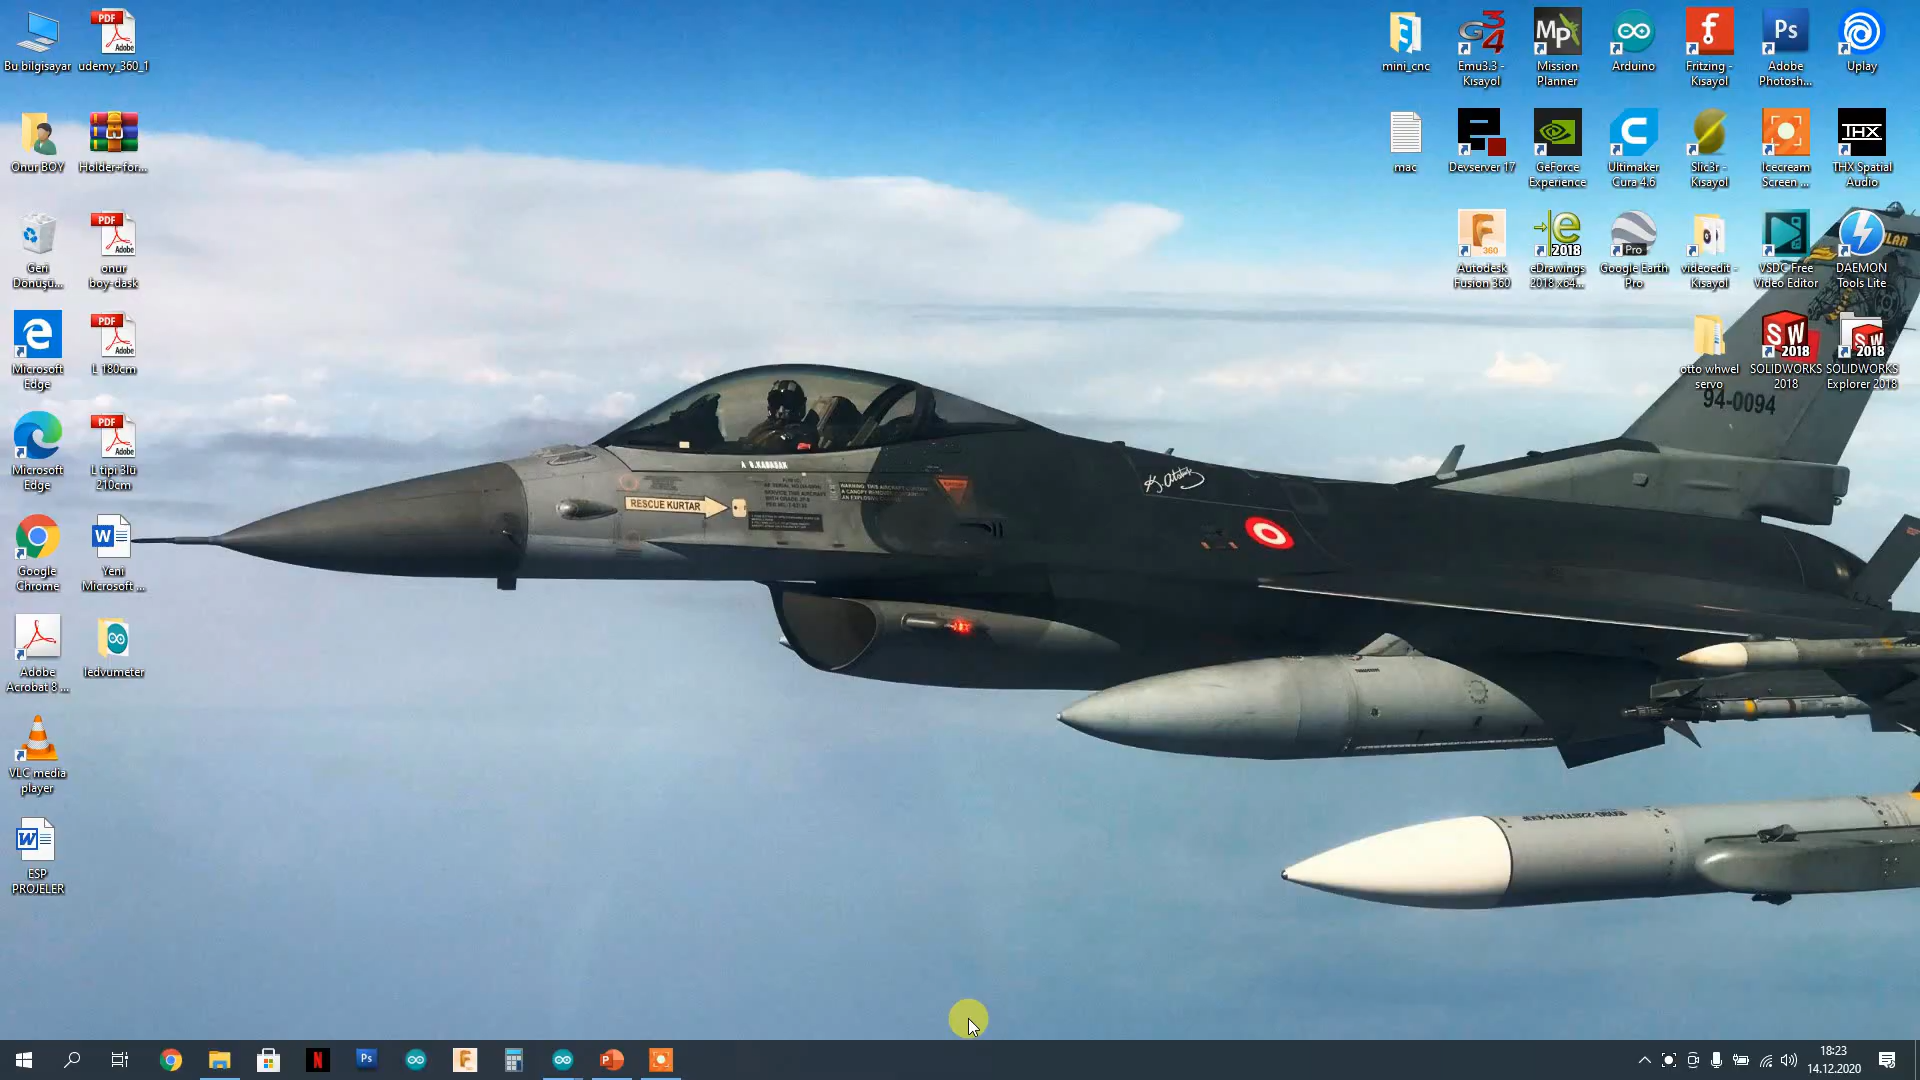 Bu bilgisayar
udemy_360_1
Onur BOY
Holder+for...
Geri
Dönüşü...
onur
boy-dask
Microsoft
Edge
L 180cm
Microsoft
Edge
L tipi 3lü
210cm
Google
Chrome
Yeni
Microsoft ...
Adobe
Acrobat 8 ...
ledvumeter
VLC media
player
ESP
PROJELER
mini_cnc
Emu3.3 -
Kısayol
Mission
Planner
Arduino
Fritzing -
Kısayol
Adobe
Photosh...
Uplay
mac
Devserver 17
GeForce
Experience
Ultimaker
Cura 4.6
Slic3r -
Kısayol
Icecream
Screen ...
THX Spatial
Audio
Autodesk
Fusion 360
eDrawings
2018 x64...
Google Earth
Pro
videoedit -
Kısayol
VSDC Free
Video Editor
DAEMON
Tools Lite
otto whwel
servo
SOLIDWORKS
2018
SOLIDWORKS
Explorer 2018
94-0094
RESCUE KURTAR
K. Atatürk
18:23
14.12.2020